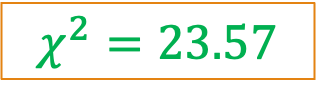 χ² = 23.57